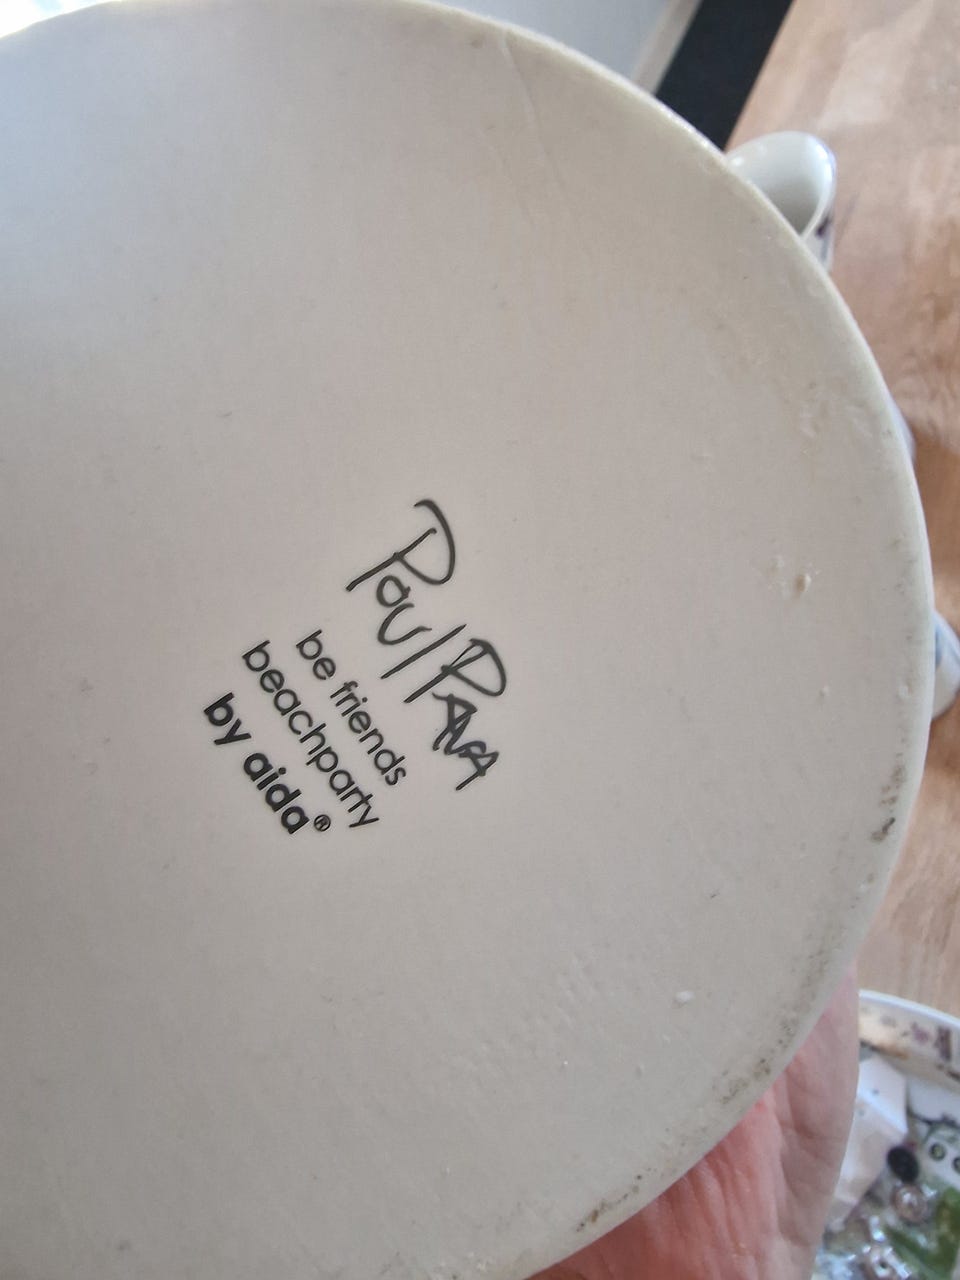 Paul PAVA
be friends
beachparty
by aida®